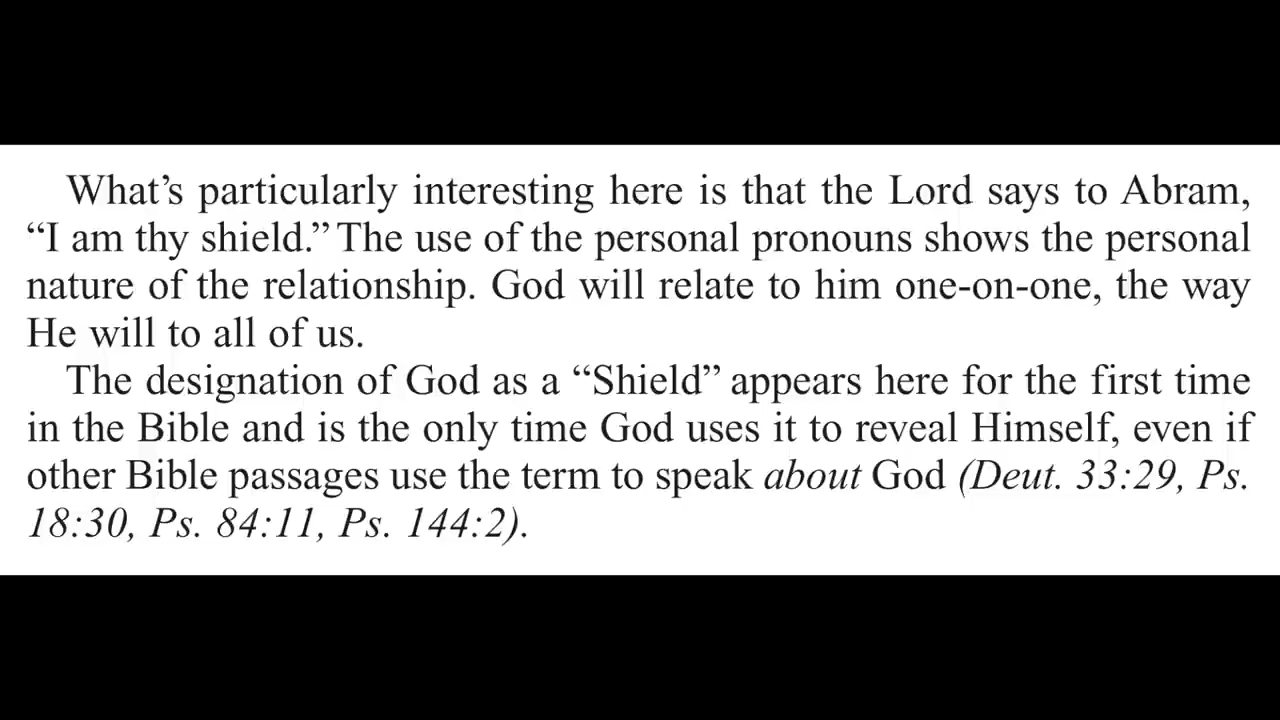 What’s particularly interesting here is that the Lord says to Abram,
“I am thy shield.” The use of the personal pronouns shows the personal
nature of the relationship. God will relate to him one-on-one, the way
He will to all of us.
The designation of God as a “Shield” appears here for the first time
in the Bible and is the only time God uses it to reveal Himself, even if
other Bible passages use the term to speak about God (Deut. 33:29, Ps.
18:30, Ps. 84:11, Ps. 144:2).